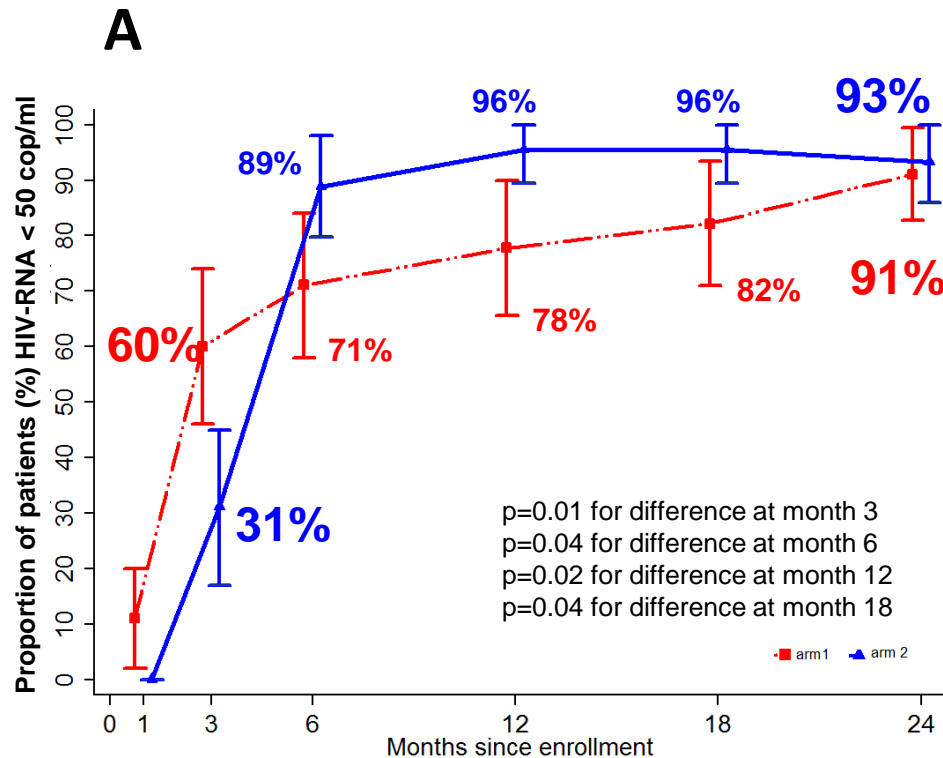 A
Proportion of patients (%) HIV-RNA < 50 cop/ml
100
90
80
70
60
50
40
30
20
10
0
96%
96%
93%
89%
60%
71%
78%
82%
91%
31%
p=0.01 for difference at month 3
p=0.04 for difference at month 6
p=0.02 for difference at month 12
p=0.04 for difference at month 18
arm1 arm 2
0 1 3 6 12 18 24
Months since enrollment